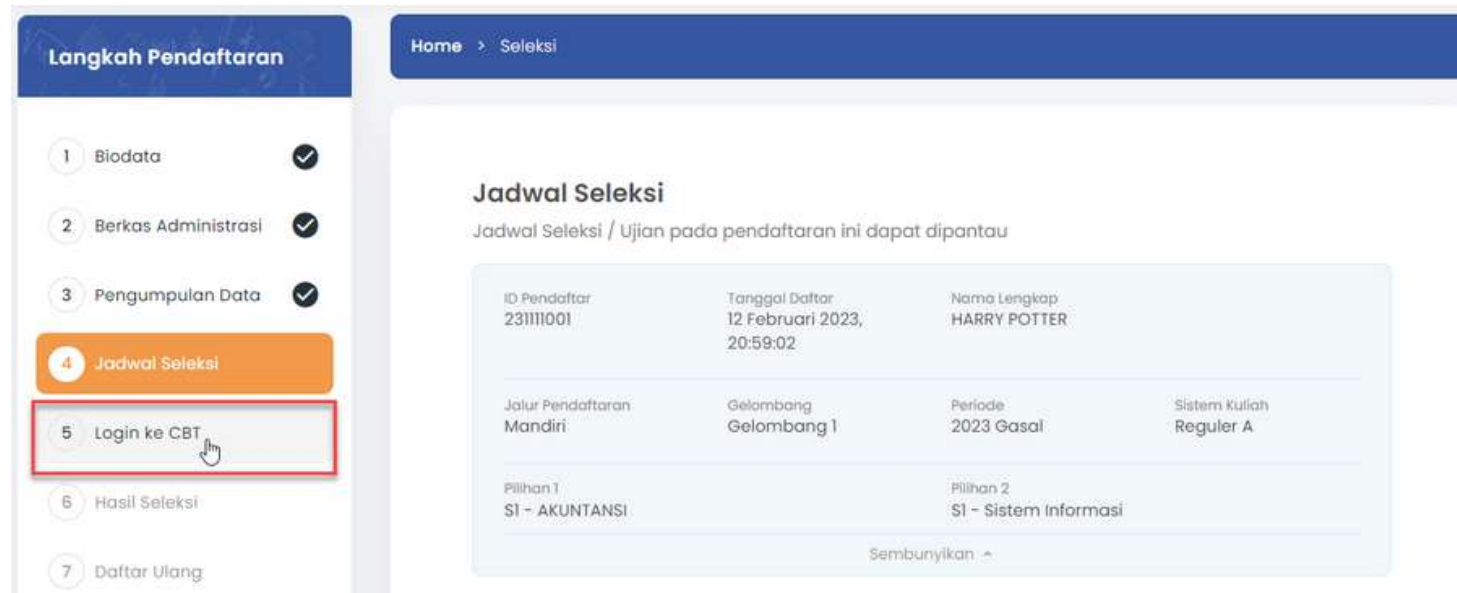 Langkah Pendaftaran
Home > Seleksi
1 Biodata
2 Berkas Administrasi
3 Pengumpulan Data
4 Jadwal Seleksi
5 Login ke CBT
6 Hasil Seleksi
7 Daftar Ulang
Jadwal Seleksi
Jadwal Seleksi / Ujian pada pendaftaran ini dapat dipantau
ID Pendaftar
231111001
Tanggal Daftar
12 Februari 2023,
20:59:02
Nama Lengkap
HARRY POTTER
Jalur Pendaftaran
Mandiri
Gelombang
Gelombang 1
Periode
2023 Gasal
Sistem Kuliah
Reguler A
Pilihan 1
S1 - AKUNTANSI
Pilihan 2
S1 - Sistem Informasi
Sembunyikan